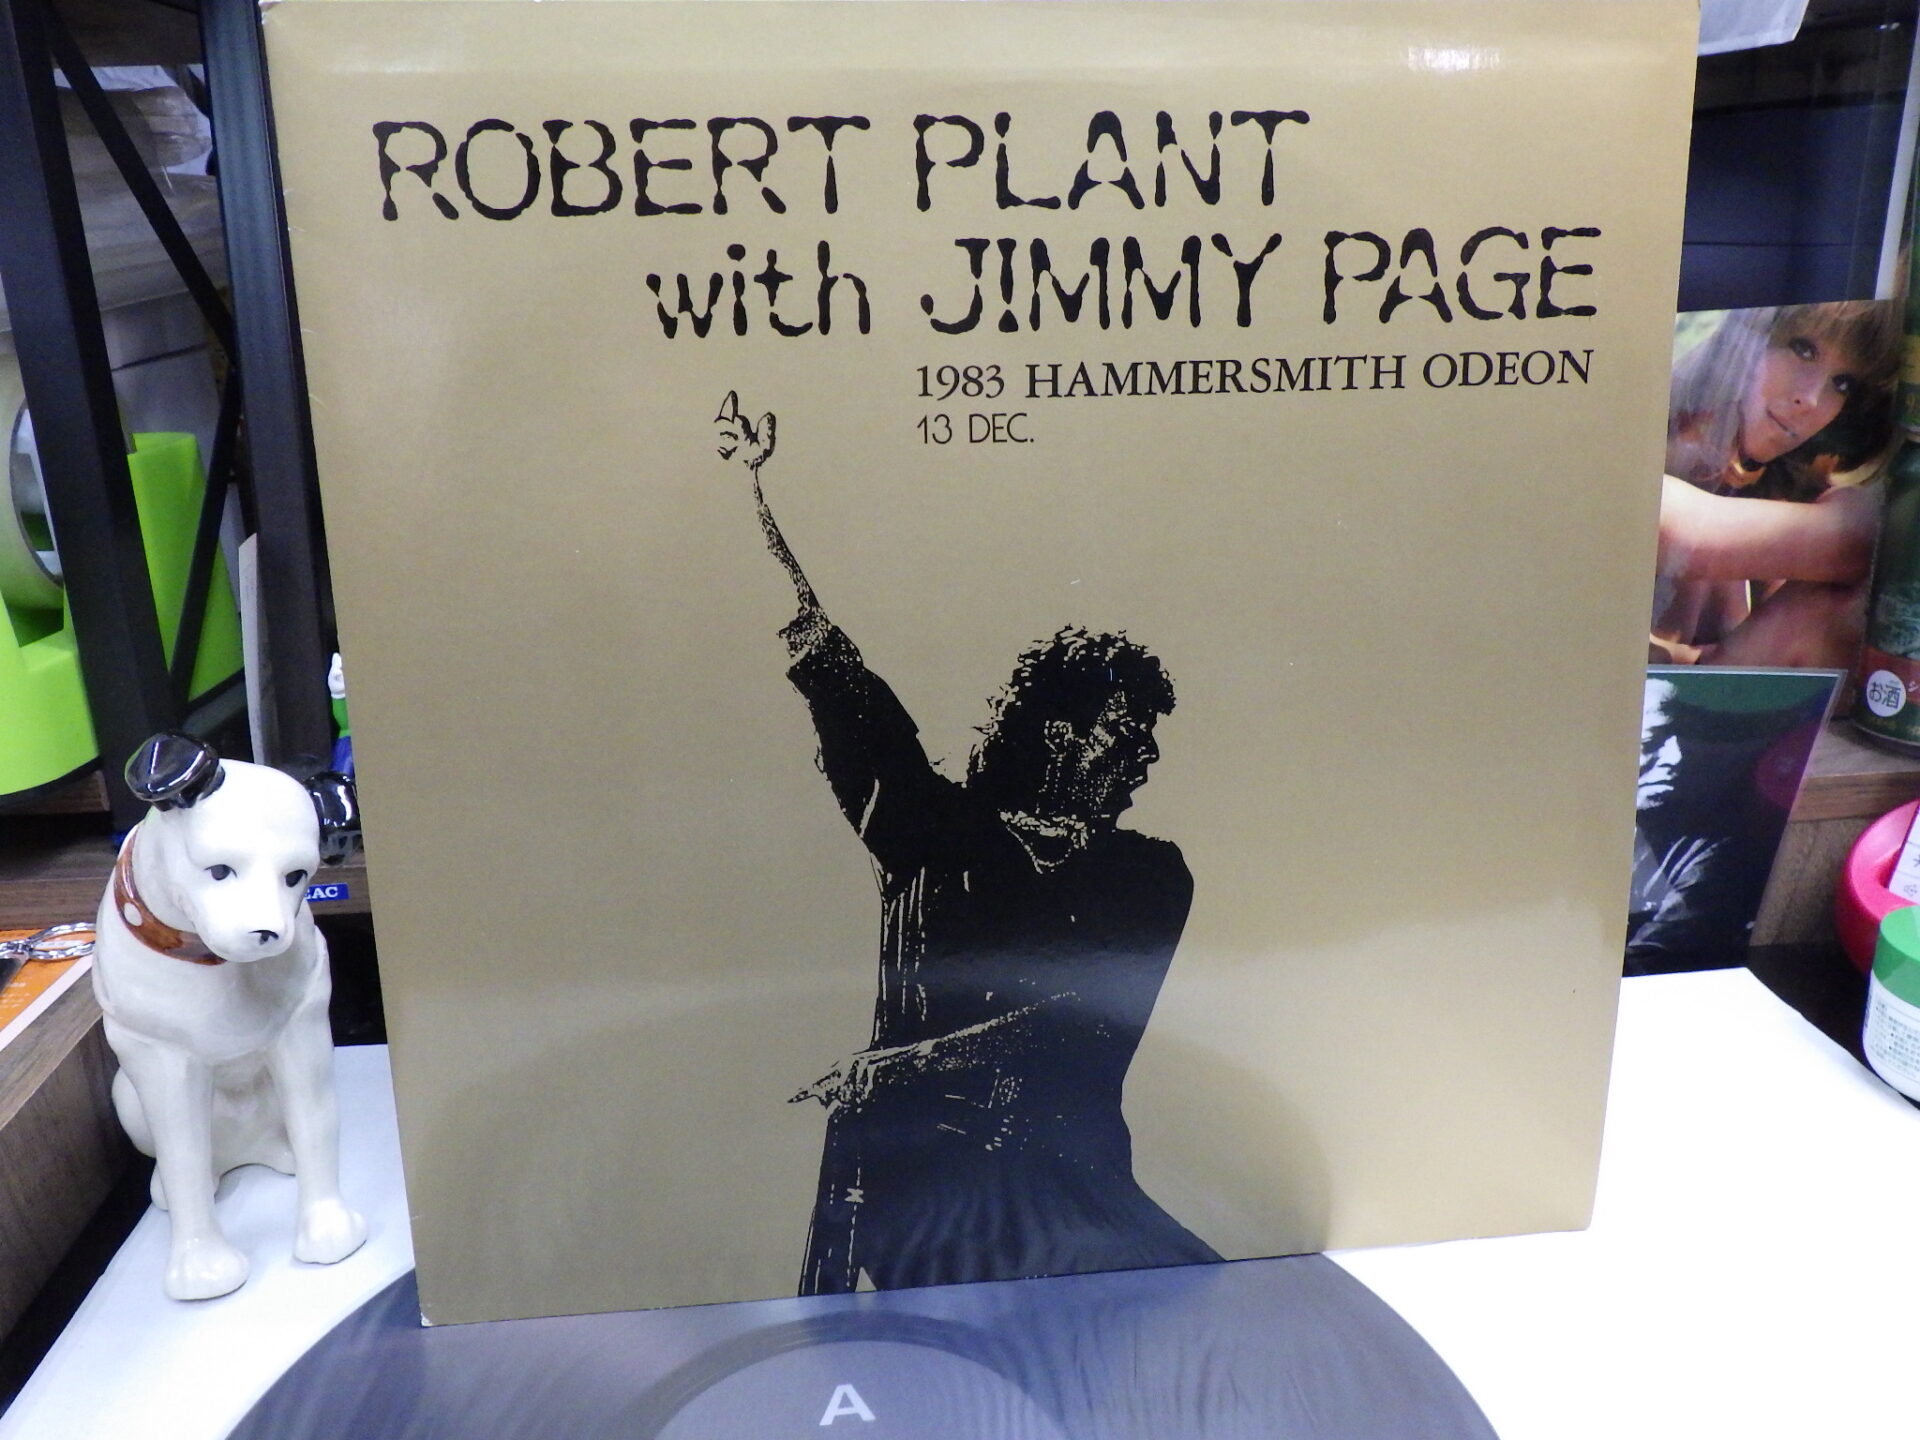 ROBERT PLANT
with J!MMY PAGE
1983 HAMMERSMITH ODEON
13 DEC.
お酒
A